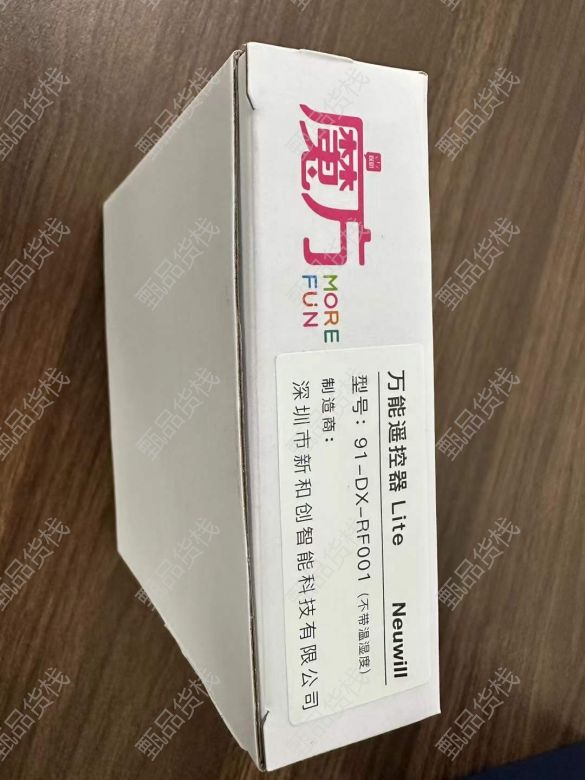 魔方
MORE
FUN
万能遥控器 Lite Neuwill
型号：91-DX-RF001 (不带温湿度)
制造商：
深圳市新和创智能科技有限公司
甄品货栈